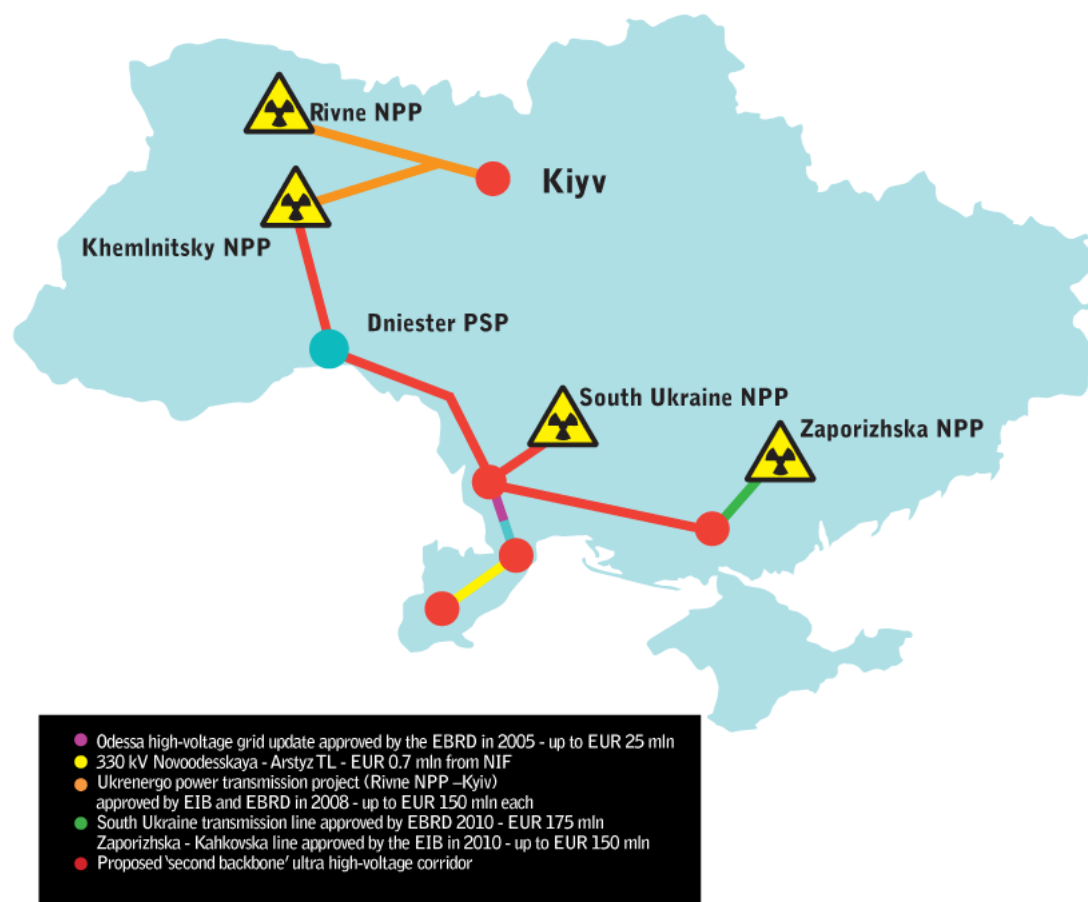 Rivne NPP
Kiyv
Khemlnitsky NPP
Dniester PSP
South Ukraine NPP
Zaporizhska NPP
Odessa high-voltage grid update approved by the EBRD in 2005 - up to EUR 25 mln
330 kV Novoodesskaya - Arstyz TL - EUR 0.7 mln from NIF
Ukrenergo power transmission project (Rivne NPP –Kyiv)
approved by EIB and EBRD in 2008 - up to EUR 150 mln each
South Ukraine transmission line approved by EBRD 2010 - EUR 175 mln
Zaporizhska - Kahkovska line approved by the EIB in 2010 - up to EUR 150 mln
Proposed 'second backbone' ultra high-voltage corridor